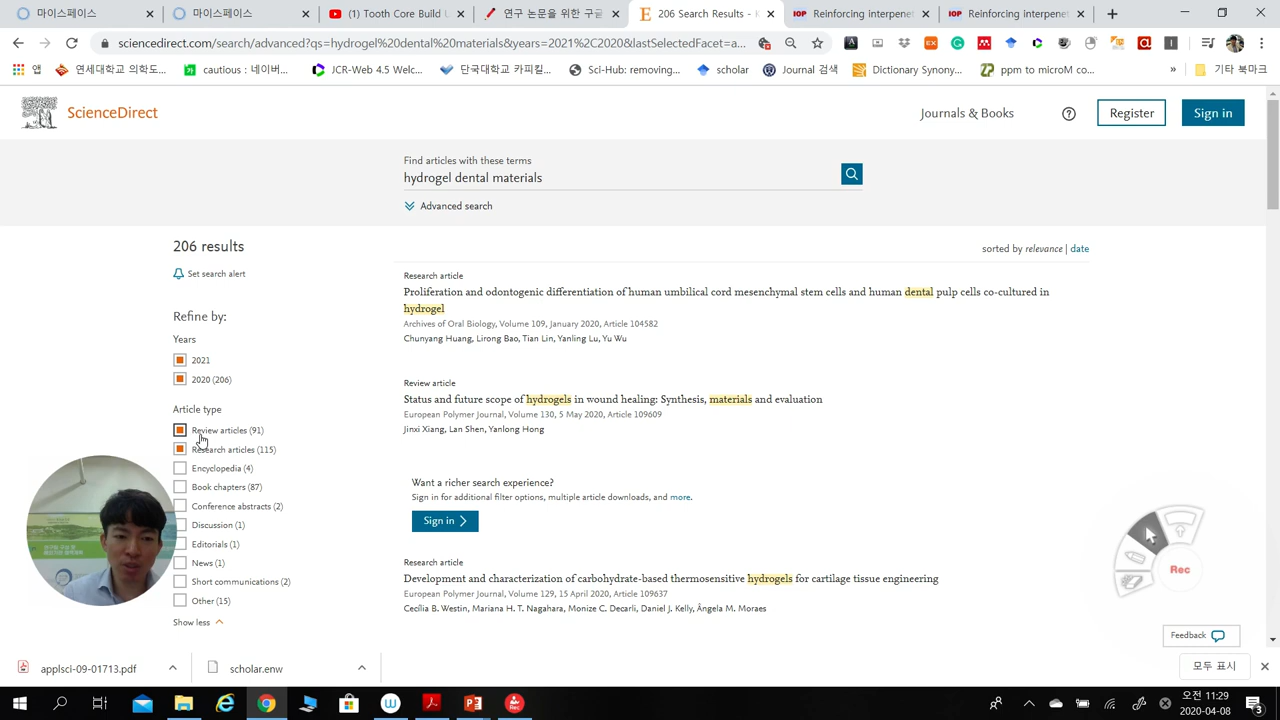 마이스페이스
마이스페이스
(1) Tooth Core Build U
연구 논문을 위한 구글
206 Search Results - K
Reinforcing interpenet
Reinforcing interpenet
sciencedirect.com/search/advanced?qs=hydrogel%20dental%20materials&years=2021%2C2020&lastSelectedFacet=a...
앱
연세대학교 의학도...
cautious : 네이버...
JCR-Web 4.5 Welc...
단국대학교 카피킬...
Sci-Hub: removing...
scholar
Journal 검색
Dictionary Synony...
ppm to microM co...
»
기타 북마크
ScienceDirect
Journals & Books
?
Register
Sign in
Find articles with these terms
hydrogel dental materials
Advanced search
206 results
sorted by relevance | date
Set search alert
Refine by:
Years
2021
2020 (206)
Article type
Review articles (91)
Research articles (115)
Encyclopedia (4)
Book chapters (87)
Conference abstracts (2)
Discussion (1)
Editorials (1)
News (1)
Short communications (2)
Other (15)
Show less
Research article
Proliferation and odontogenic differentiation of human umbilical cord mesenchymal stem cells and human dental pulp cells co-cultured in
hydrogel
Archives of Oral Biology, Volume 109, January 2020, Article 104582
Chunyang Huang, Lirong Bao, Tian Lin, Yanling Lu, Yu Wu
Review article
Status and future scope of hydrogels in wound healing: Synthesis, materials and evaluation
European Polymer Journal, Volume 130, 5 May 2020, Article 109609
Jinxi Xiang, Lan Shen, Yanlong Hong
Want a richer search experience?
Sign in for additional filter options, multiple article downloads, and more.
Sign in
Research article
Development and characterization of carbohydrate-based thermosensitive hydrogels for cartilage tissue engineering
European Polymer Journal, Volume 129, 15 April 2020, Article 109637
Cecília B. Westin, Mariana H. T. Nagahara, Monize C. Decarli, Daniel J. Kelly, Ângela M. Moraes
Rec
Feedback
applsci-09-01713.pdf
scholar.enw
모두 표시
오전 11:29
2020-04-08
3